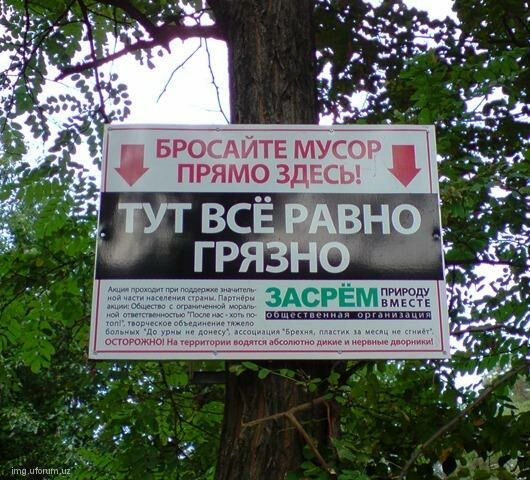 БРОСАЙТЕ МУСОР
ПРЯМО ЗДЕСЬ!
ТУТ ВСЁ РАВНО
ГРЯЗНО
Акция проходит при поддержке значитель-
ной части населения страны. Партнёры
акции: Общество с ограниченной мораль-
ной ответственностью "После нас - хоть по-
топ!", творческое объединение тяжело
больных "До урны не донесу", ассоциация "Брехня, пластик за месяц не сгниёт".
ЗАСРЁМ ПРИРОДУ
ВМЕСТЕ
общественная организация
ОСТОРОЖНО! На территории водятся абсолютно дикие и нервные дворники!
img.uforum.uz